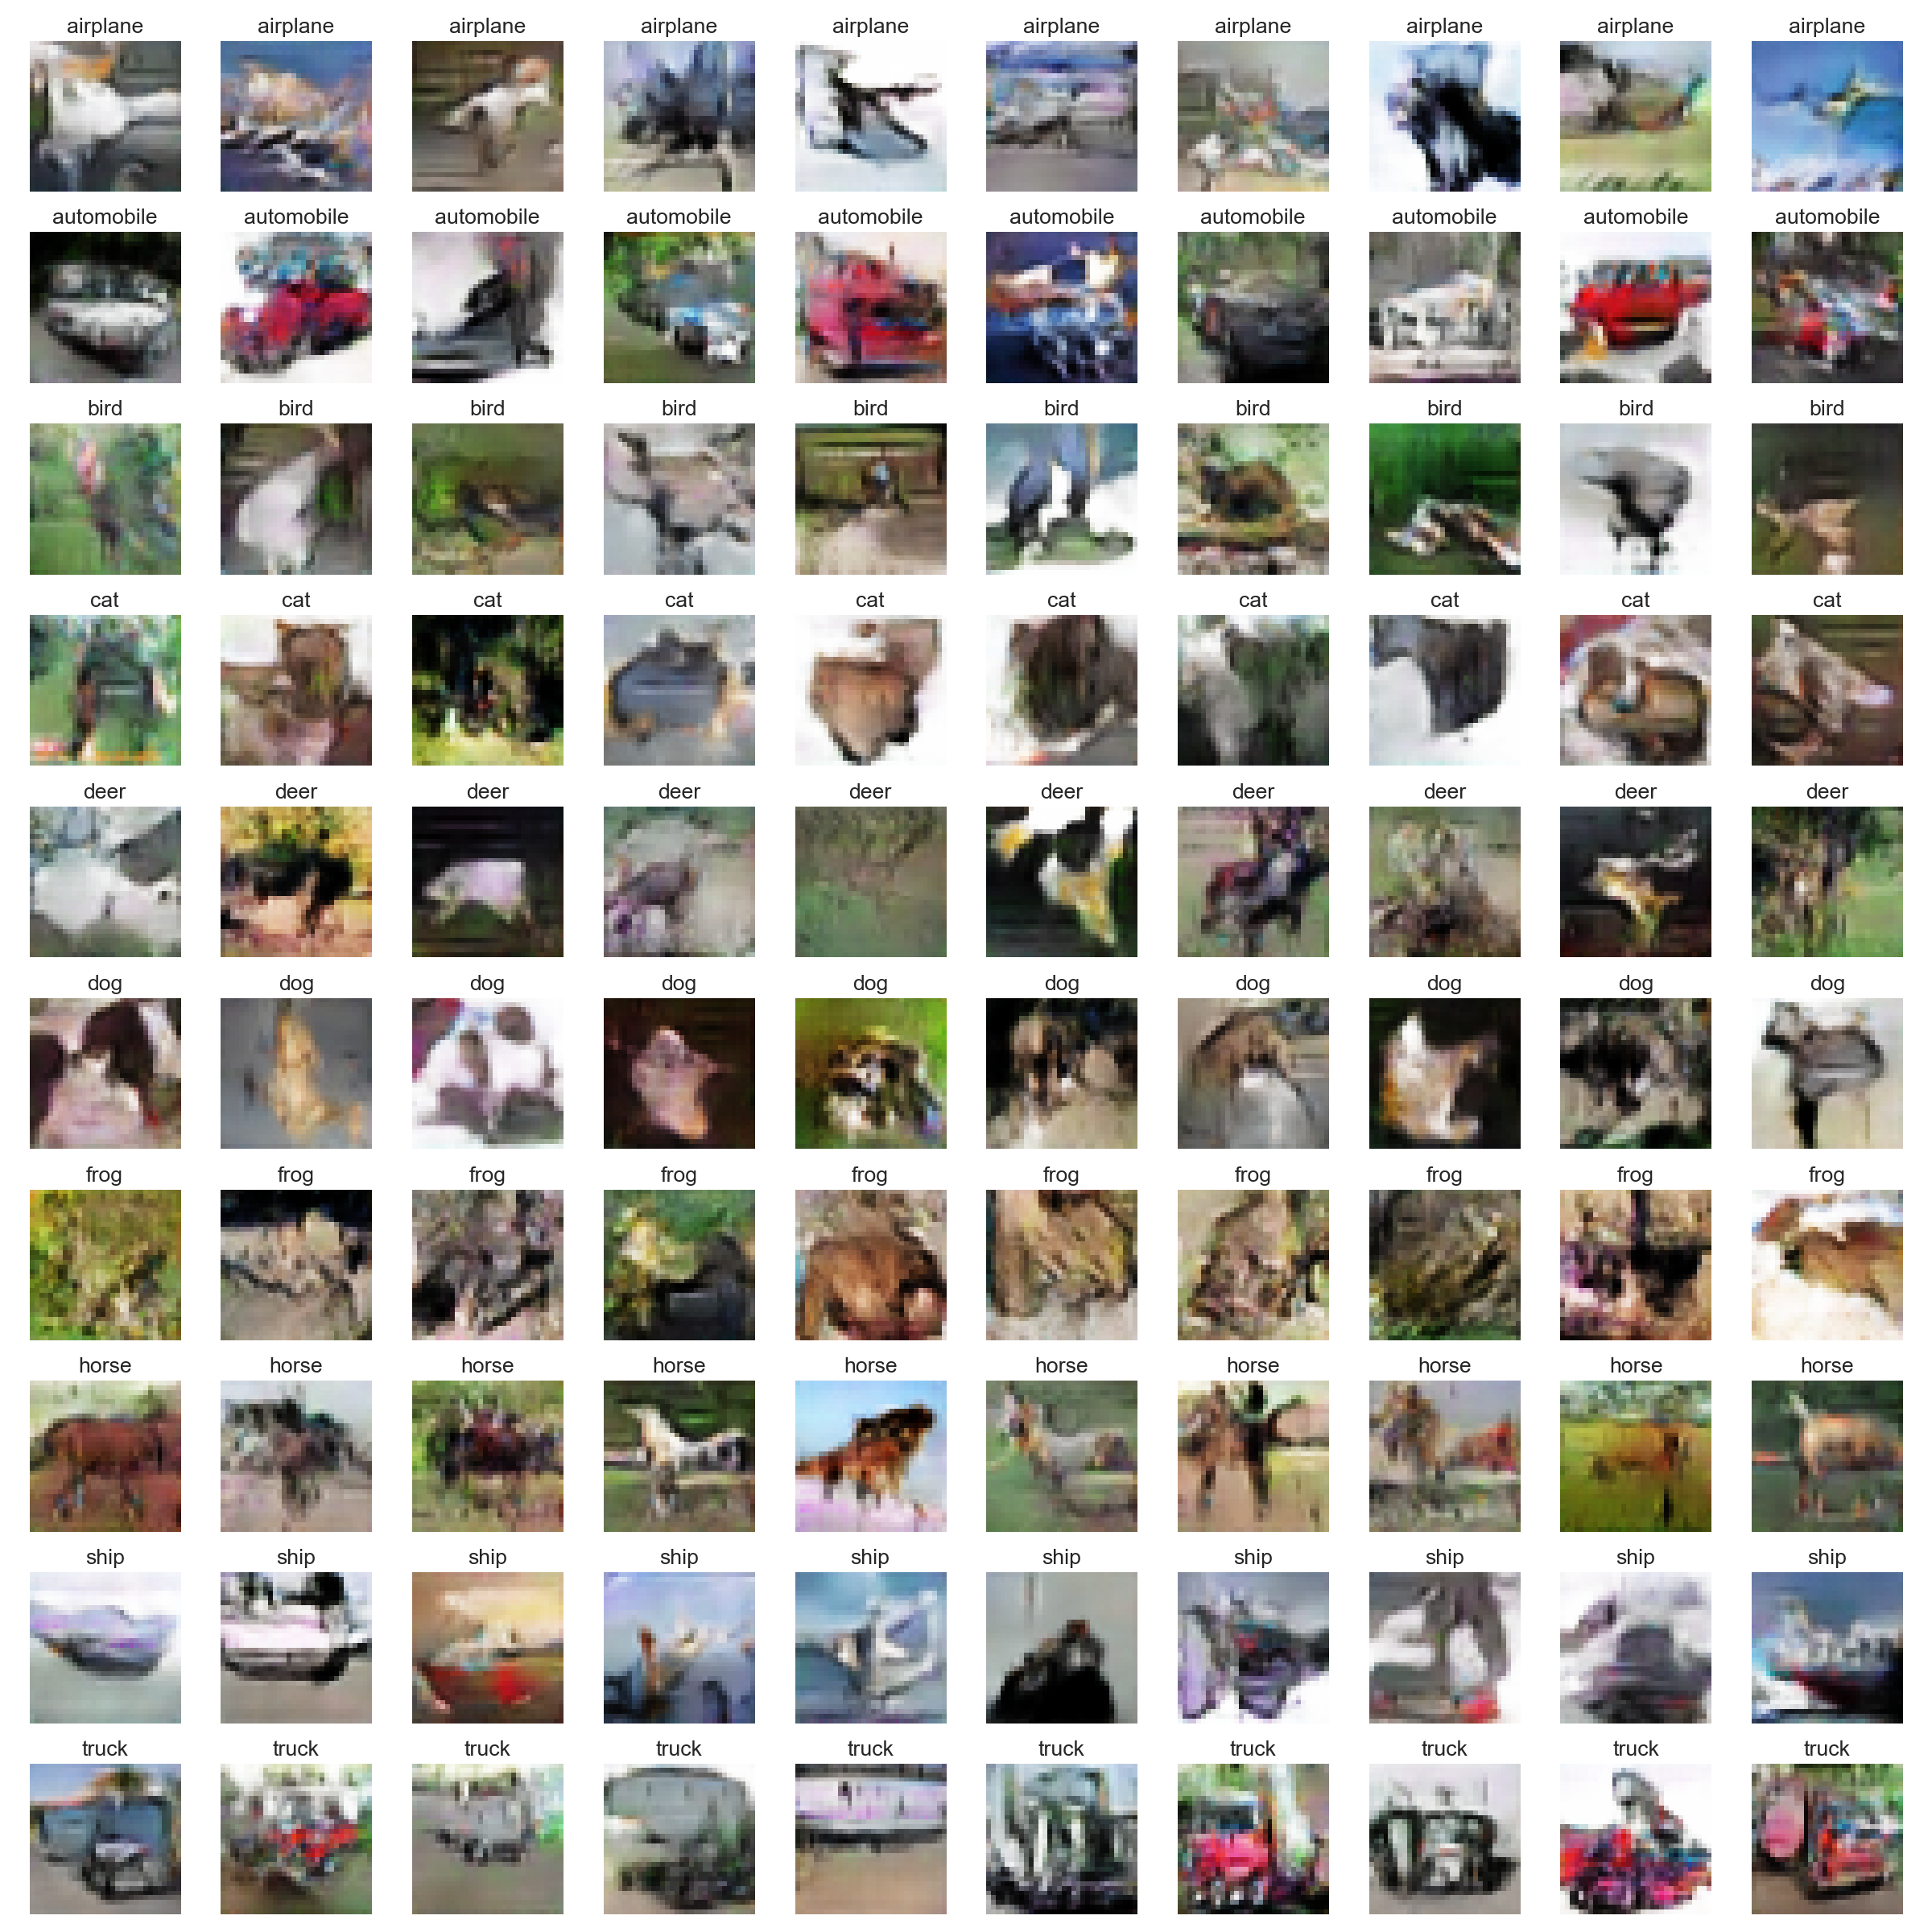 airplane airplane airplane airplane airplane airplane airplane airplane airplane airplane
automobile automobile automobile automobile automobile automobile automobile automobile automobile automobile
bird bird bird bird bird bird bird bird bird bird
cat cat cat cat cat cat cat cat cat cat
deer deer deer deer deer deer deer deer deer deer
dog dog dog dog dog dog dog dog dog dog
frog frog frog frog frog frog frog frog frog frog
horse horse horse horse horse horse horse horse horse horse
ship ship ship ship ship ship ship ship ship ship
truck truck truck truck truck truck truck truck truck truck